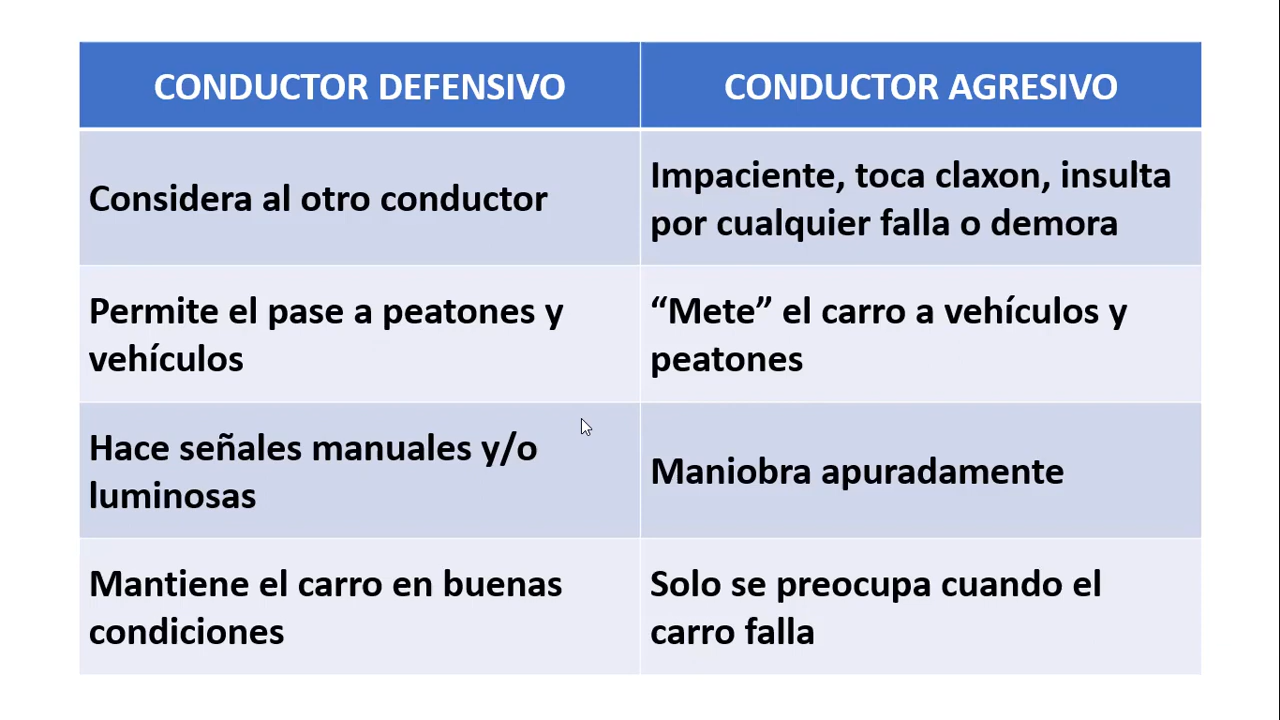 CONDUCTOR DEFENSIVO
CONDUCTOR AGRESIVO
Considera al otro conductor
Impaciente, toca claxon, insulta
por cualquier falla o demora
Permite el pase a peatones y
vehículos
“Mete” el carro a vehículos y
peatones
Hace señales manuales y/o
luminosas
Maniobra apuradamente
Mantiene el carro en buenas
condiciones
Solo se preocupa cuando el
carro falla